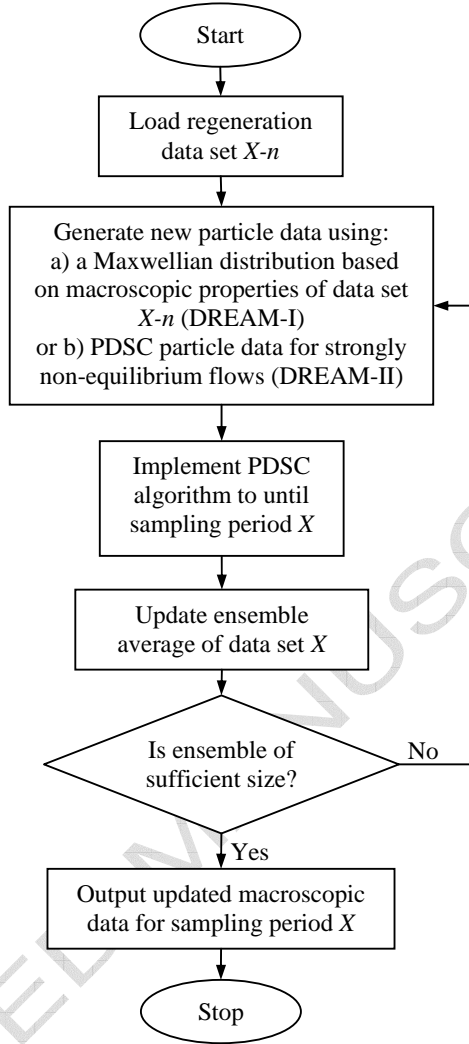 Start
Load regeneration
data set X-n
Generate new particle data using:
a) a Maxwellian distribution based
on macroscopic properties of data set
X-n (DREAM-I)
or b) PDSC particle data for strongly
non-equilibrium flows (DREAM-II)
Implement PDSC
algorithm to until
sampling period X
Update ensemble
average of data set X
Is ensemble of
sufficient size?
No
Yes
Output updated macroscopic
data for sampling period X
Stop